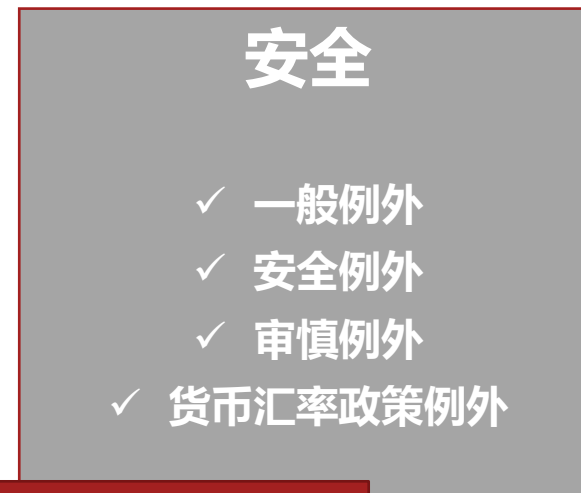 安全
✓ 一般例外
✓ 安全例外
✓ 审慎例外
✓ 货币汇率政策例外